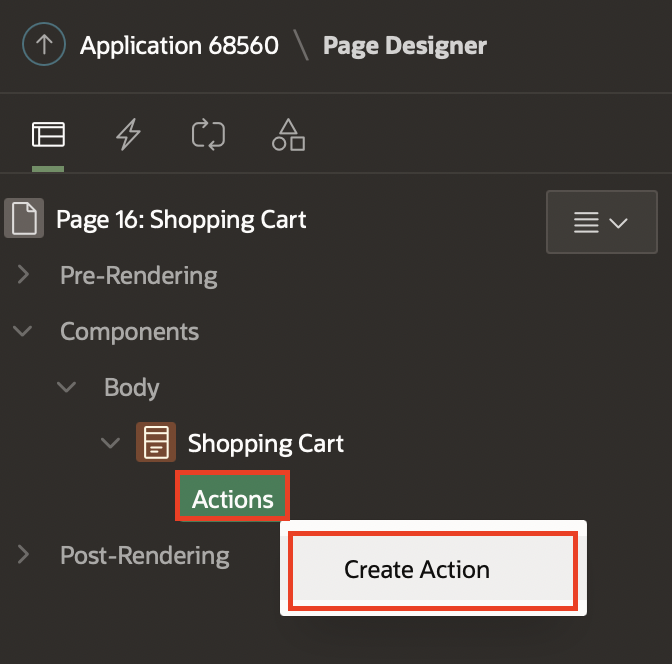 Application 68560 \ Page Designer
Page 16: Shopping Cart
Pre-Rendering
Components
Body
Shopping Cart
Actions
Post-Rendering
Create Action